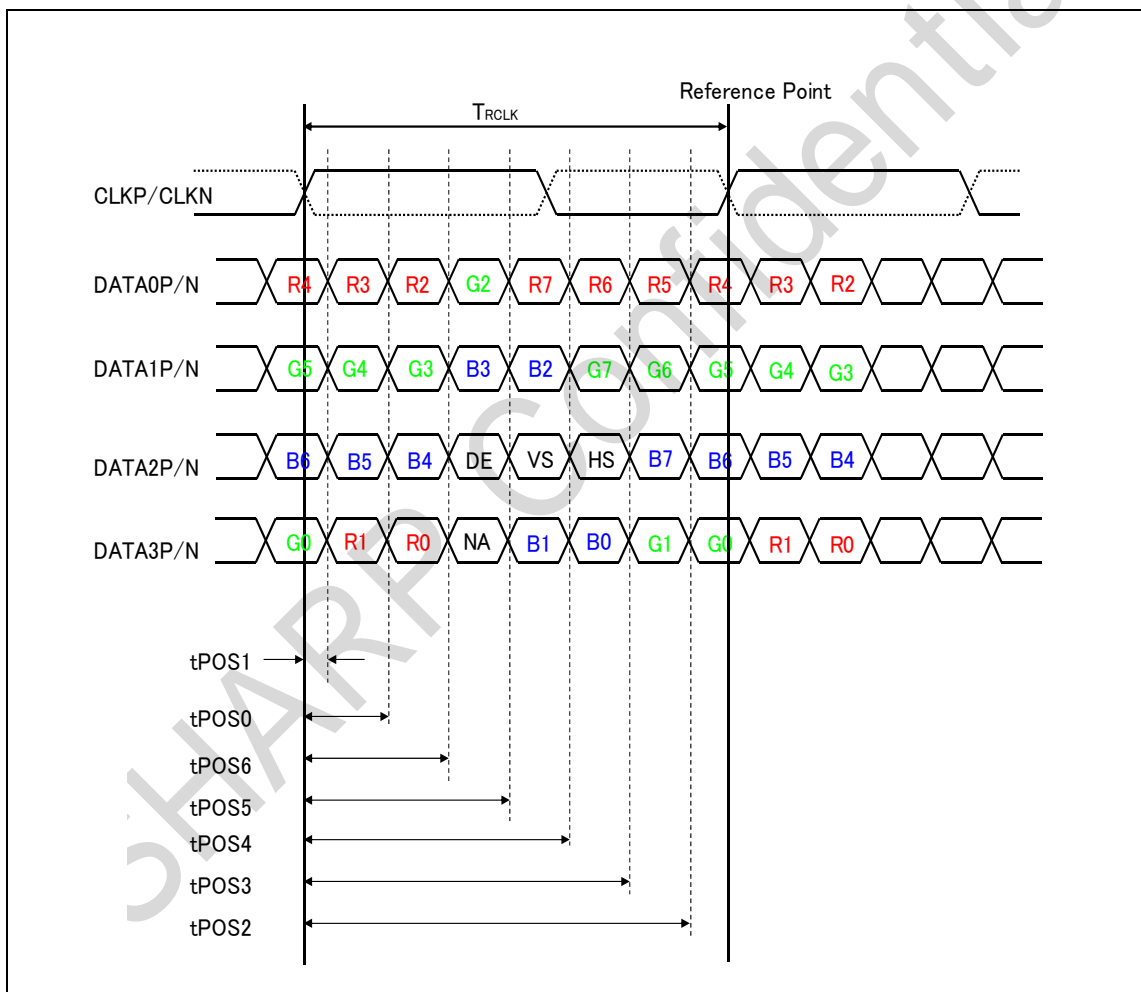 Reference Point
TRCLK
CLKP/CLKN
DATA0P/N R4 R3 R2 G2 R7 R6 R5 R4 R3 R2
DATA1P/N G5 G4 G3 B3 B2 G7 G6 G5 G4 G3
DATA2P/N B6 B5 B4 DE VS HS B7 B6 B5 B4
DATA3P/N G0 R1 R0 NA B1 B0 G1 G0 R1 R0
tPOS1
tPOS0
tPOS6
tPOS5
tPOS4
tPOS3
tPOS2
SHARP Confidential